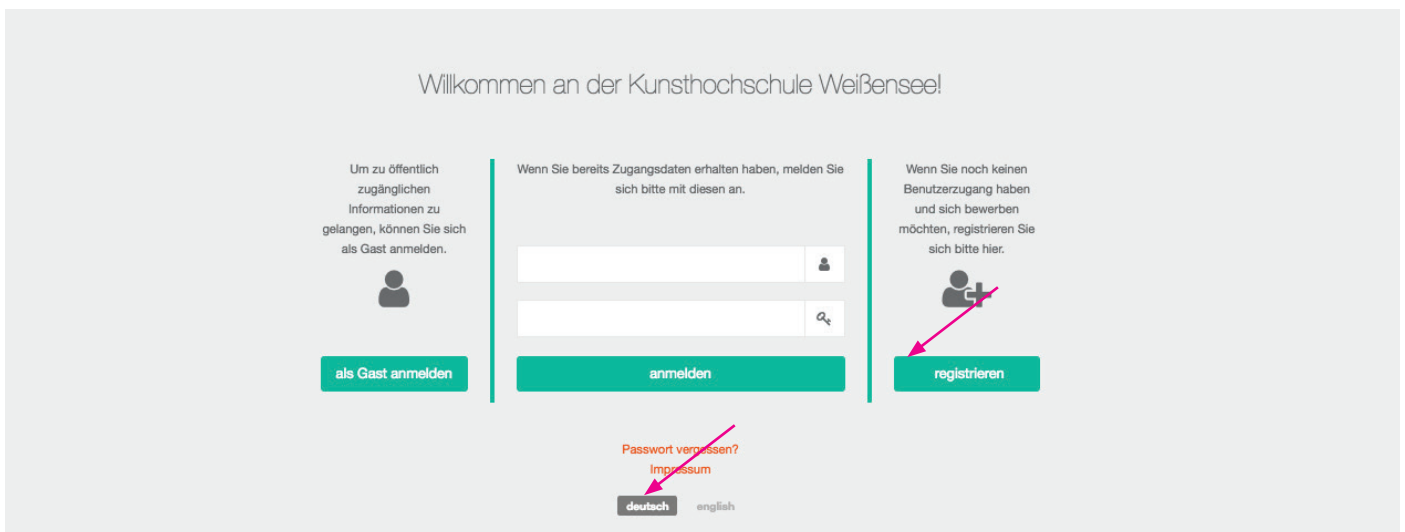 Willkommen an der Kunsthochschule Weißensee!
Um zu öffentlich
zugänglichen
Informationen zu
gelangen, können Sie sich
als Gast anmelden.
als Gast anmelden
Wenn Sie bereits Zugangsdaten erhalten haben, melden Sie
sich bitte mit diesen an.
anmelden
Wenn Sie noch keinen
Benutzerzugang haben
und sich bewerben
möchten, registrieren Sie
sich bitte hier.
registrieren
Passwort vergessen?
Impressum
deutsch english